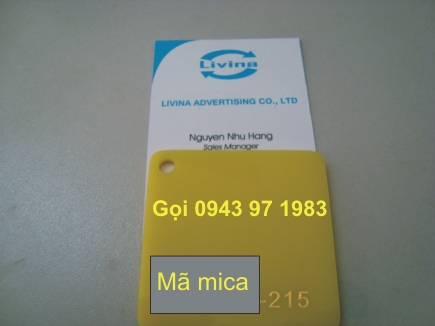 Livina
LIVINA ADVERTISING CO., LTD
Nguyen Nhu Hang
Sales Manager
Gọi 0943 97 1983
Mã mica
-215